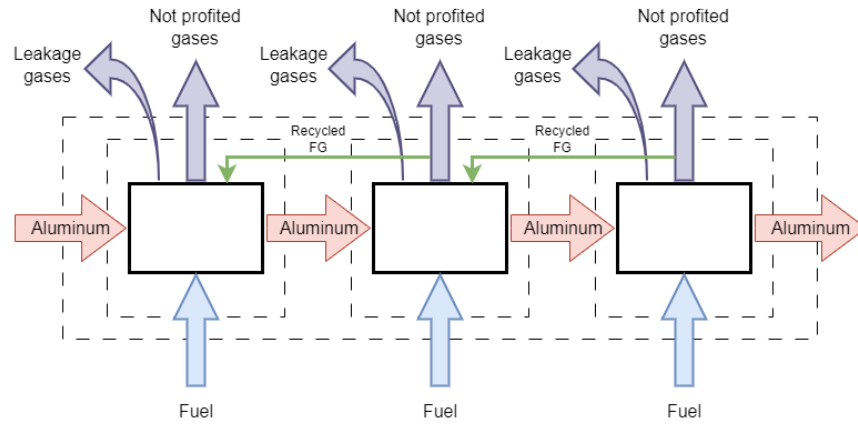 Not profited
gases
Leakage
gases
Not profited
gases
Leakage
gases
Not profited
gases
Leakage
gases
Recycled
FG
Recycled
FG
Aluminum
Aluminum
Aluminum
Aluminum
Fuel
Fuel
Fuel